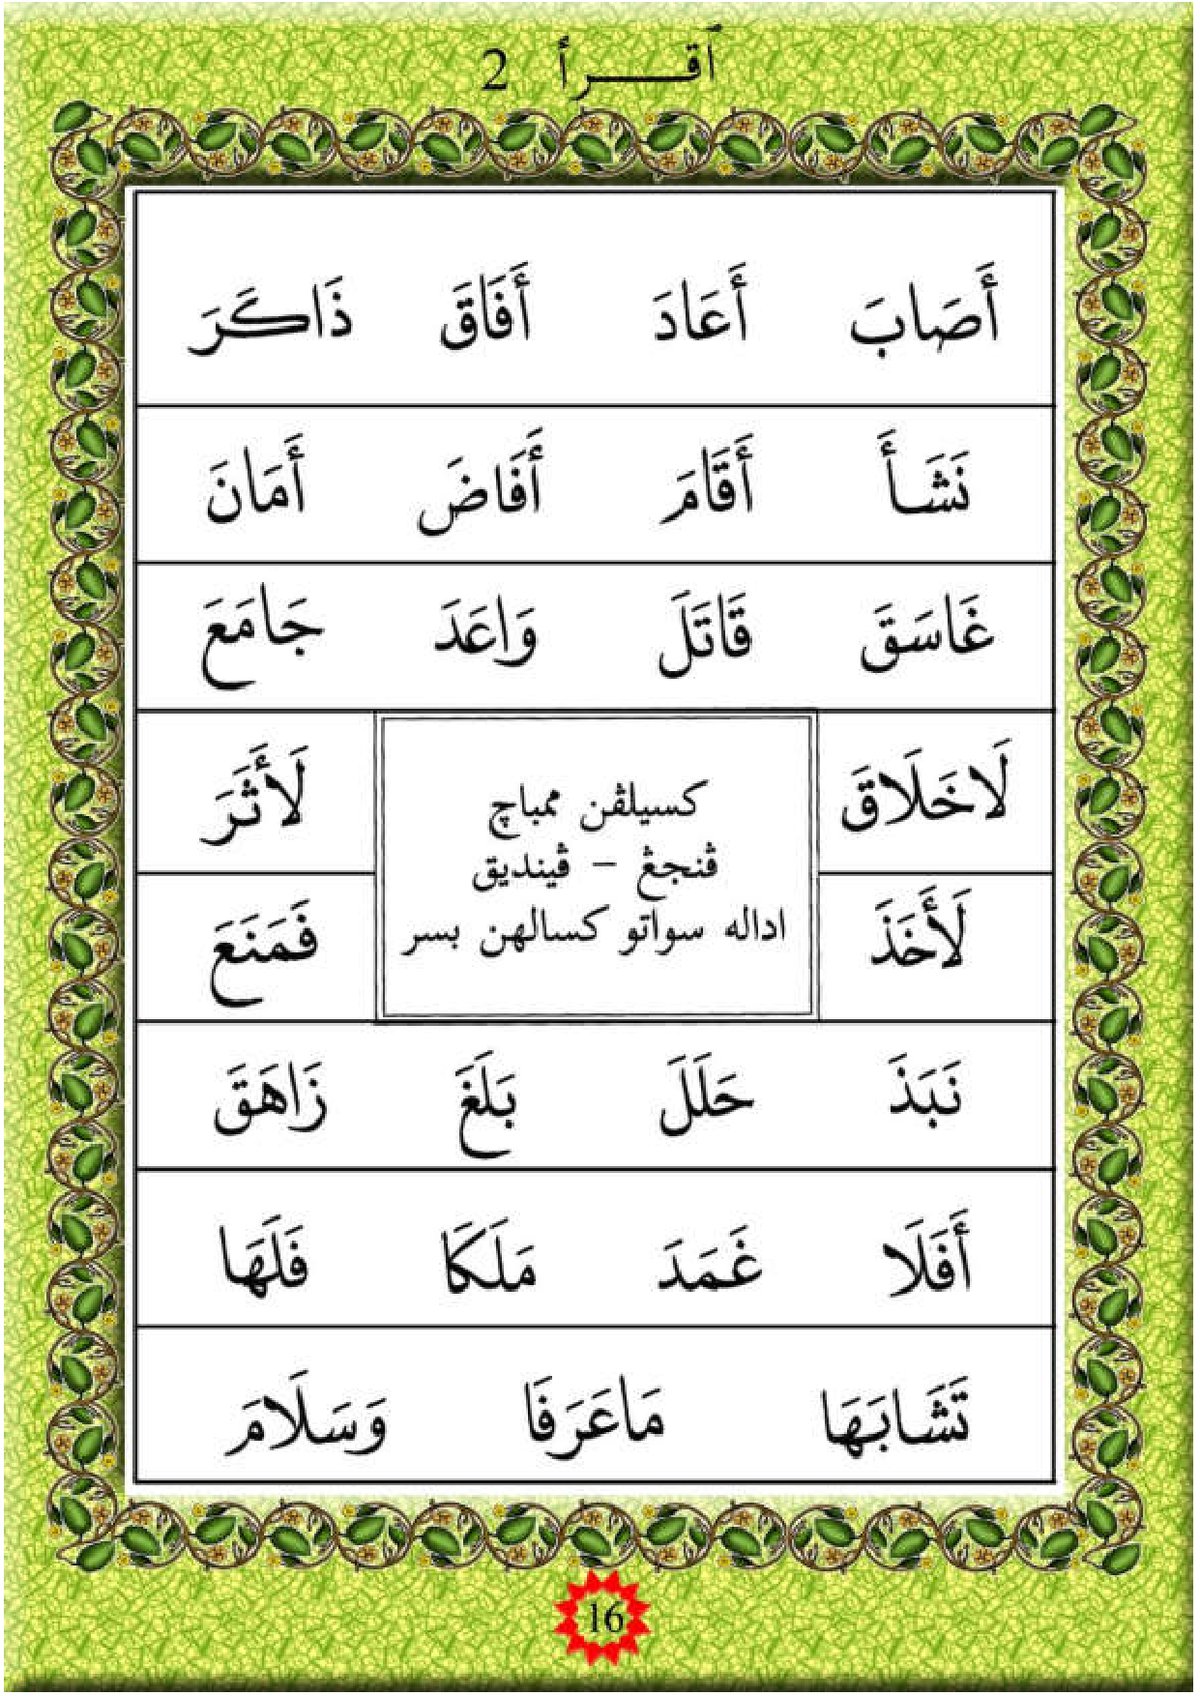 ٱقـــرأ 2
أَصَابَ أَعَادَ أَفَاقَ ذَاكَرَ
نَشَأَ أَقَامَ أَفَاضَ أَمَانَ
غَاسَقَ قَاتَلَ وَاعَدَ جَامَعَ
لَاخَلَاقَ لَأَثَرَ
كسيلڤن ممباچ
ڤنجڠ – ڤينديق
اداله سواتو كسالهن بسر
لَأَخَذَ فَمَنَعَ
نَبَذَ حَلَلَ بَلَغَ زَاهَقَ
أَفَلَا غَمَدَ مَلَكَا فَلَهَا
تَشَابَهَا مَاعَرَفَا وَسَلَامَ
16